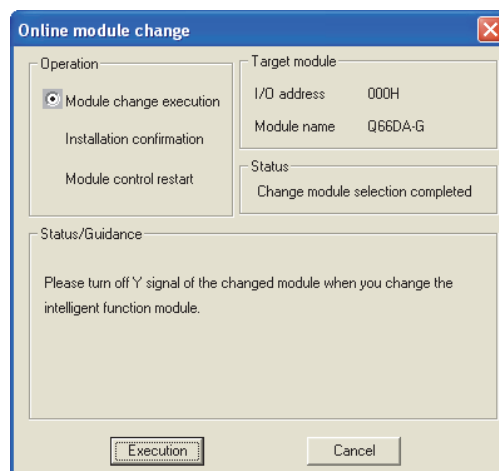 Online module change
Operation
Module change execution
Installation confirmation
Module control restart
Target module
I/O address 000H
Module name Q66DA-G
Status
Change module selection completed
Status/Guidance
Please turn off Y signal of the changed module when you change the
intelligent function module.
Execution Cancel